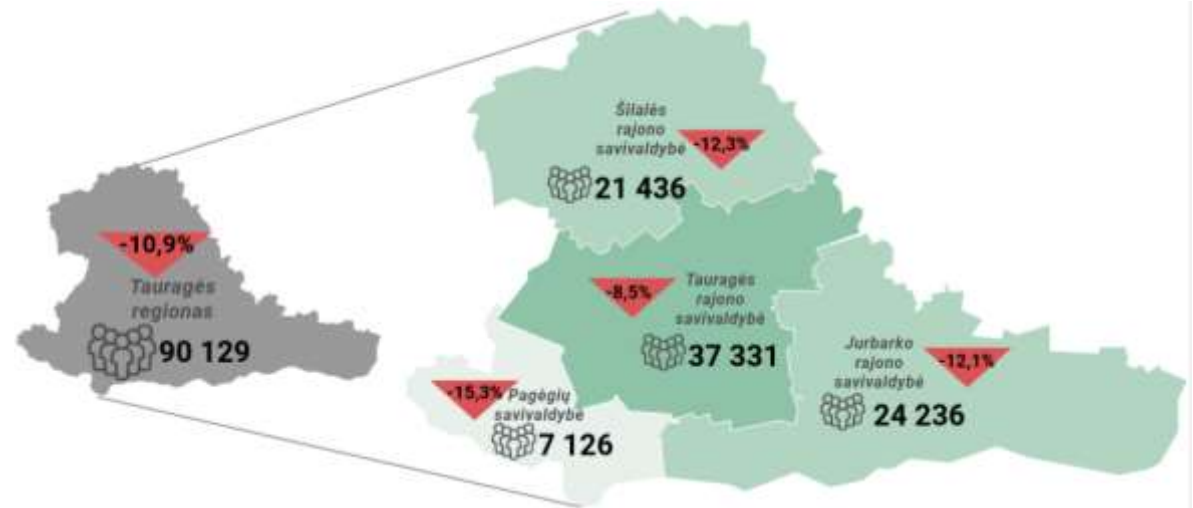 -10,9%
Tauragės
regionas
90 129
Šilalės
rajono
savivaldybė
-12,3%
21 436
-8,5%
Tauragės
rajono
savivaldybė
37 331
-15,3%
Pagėgių
savivaldybė
7 126
Jurbarko
rajono
savivaldybė
-12,1%
24 236